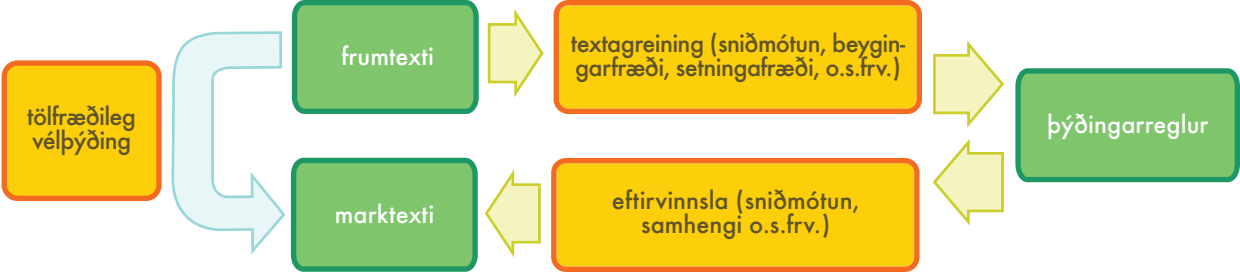 tölfræðileg
vélþýðing
frumtexti
textagreining (sniðmótun, beygin-
garfræði, setningafræði, o.s.frv.)
þýðingarreglur
eftirvinnsla (sniðmótun,
samhengi o.s.frv.)
marktexti